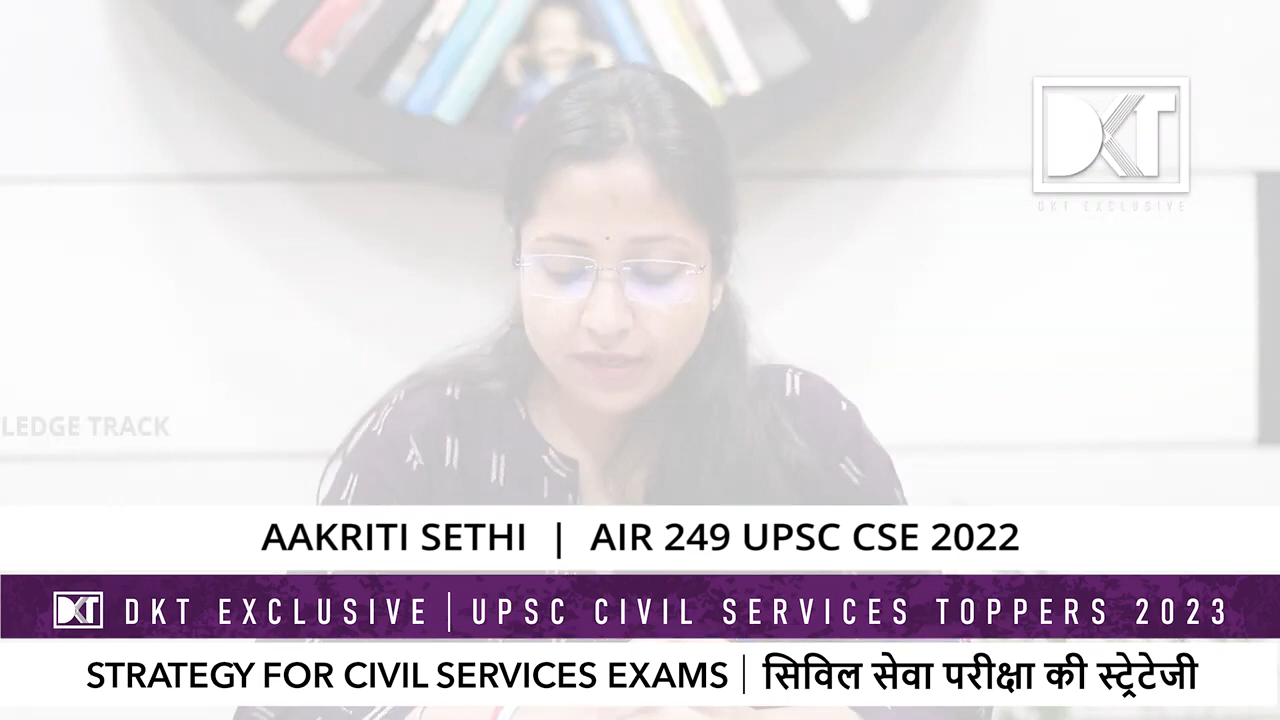 DKT
DKT EXCLUSIVE
LEDGE TRACK
AAKRITI SETHI | AIR 249 UPSC CSE 2022
DKT DKT EXCLUSIVE | UPSC CIVIL SERVICES TOPPERS 2023
STRATEGY FOR CIVIL SERVICES EXAMS | सिविल सेवा परीक्षा की स्ट्रेटेजी